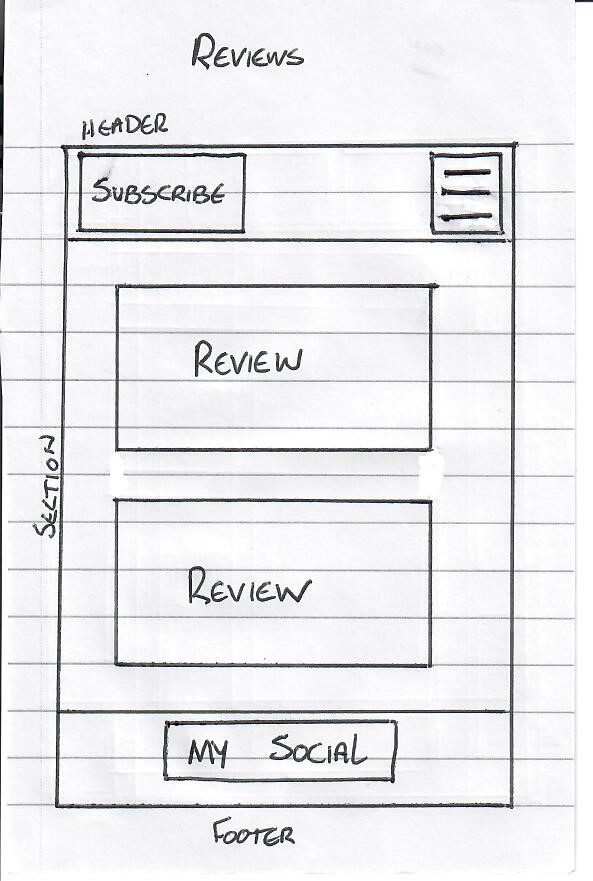 REVIEWS
HEADER
SUBSCRIBE
REVIEW
SECTION
REVIEW
MY SOCIAL
FOOTER